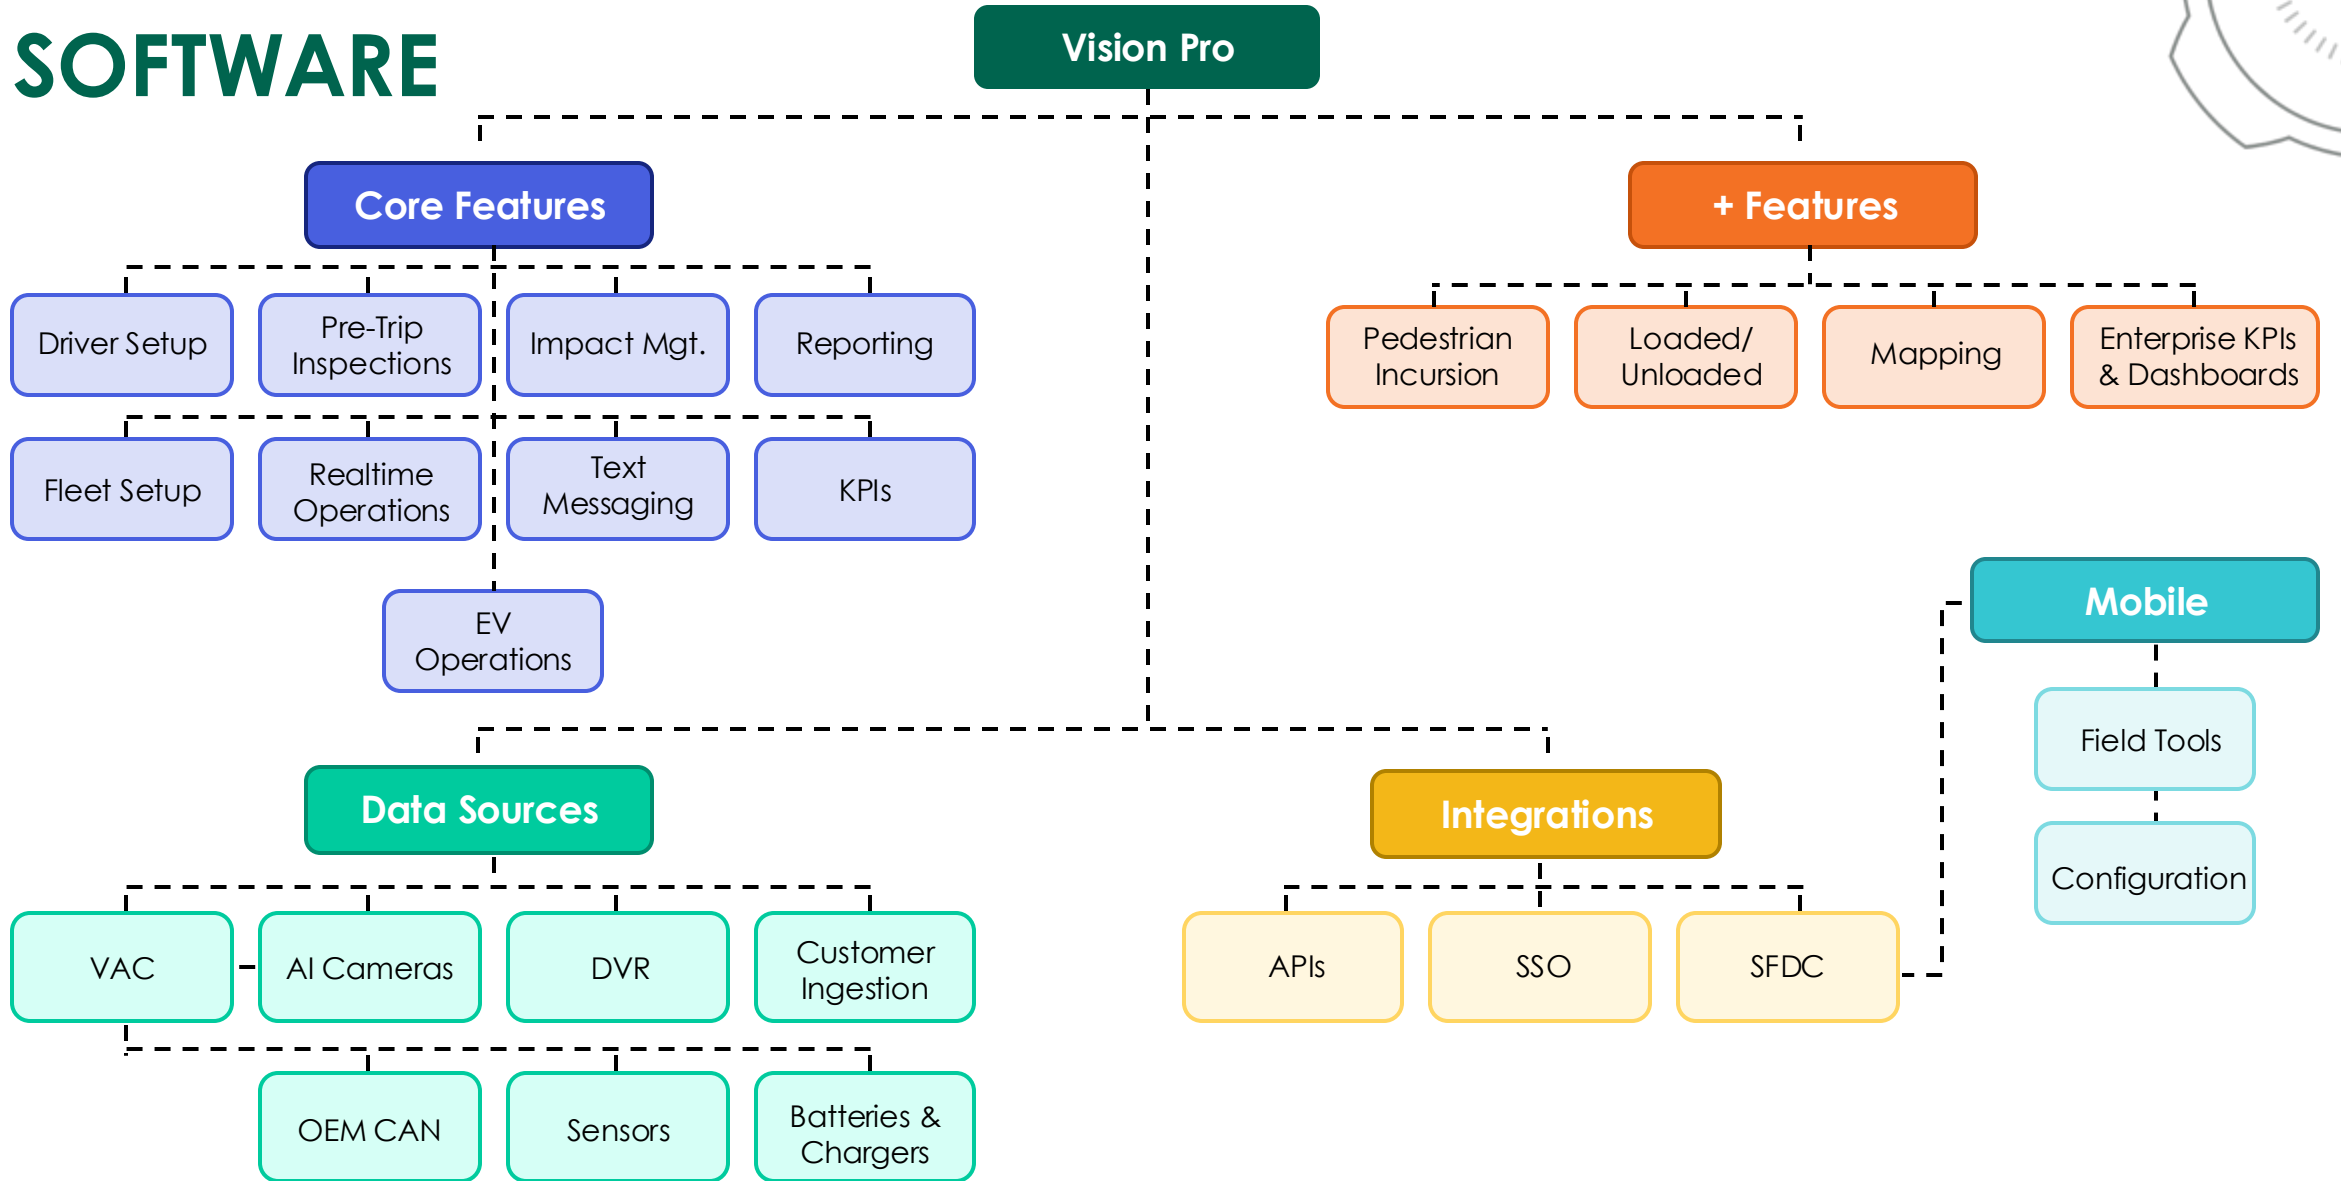 SOFTWARE
Vision Pro
Core Features
+ Features
Driver Setup
Pre-Trip
Inspections
Impact Mgt.
Reporting
Pedestrian
Incursion
Loaded/
Unloaded
Mapping
Enterprise KPIs
& Dashboards
Fleet Setup
Realtime
Operations
Text
Messaging
KPIs
EV
Operations
Mobile
Field Tools
Configuration
Data Sources
Integrations
VAC
AI Cameras
DVR
Customer
Ingestion
APIs
SSO
SFDC
OEM CAN
Sensors
Batteries &
Chargers